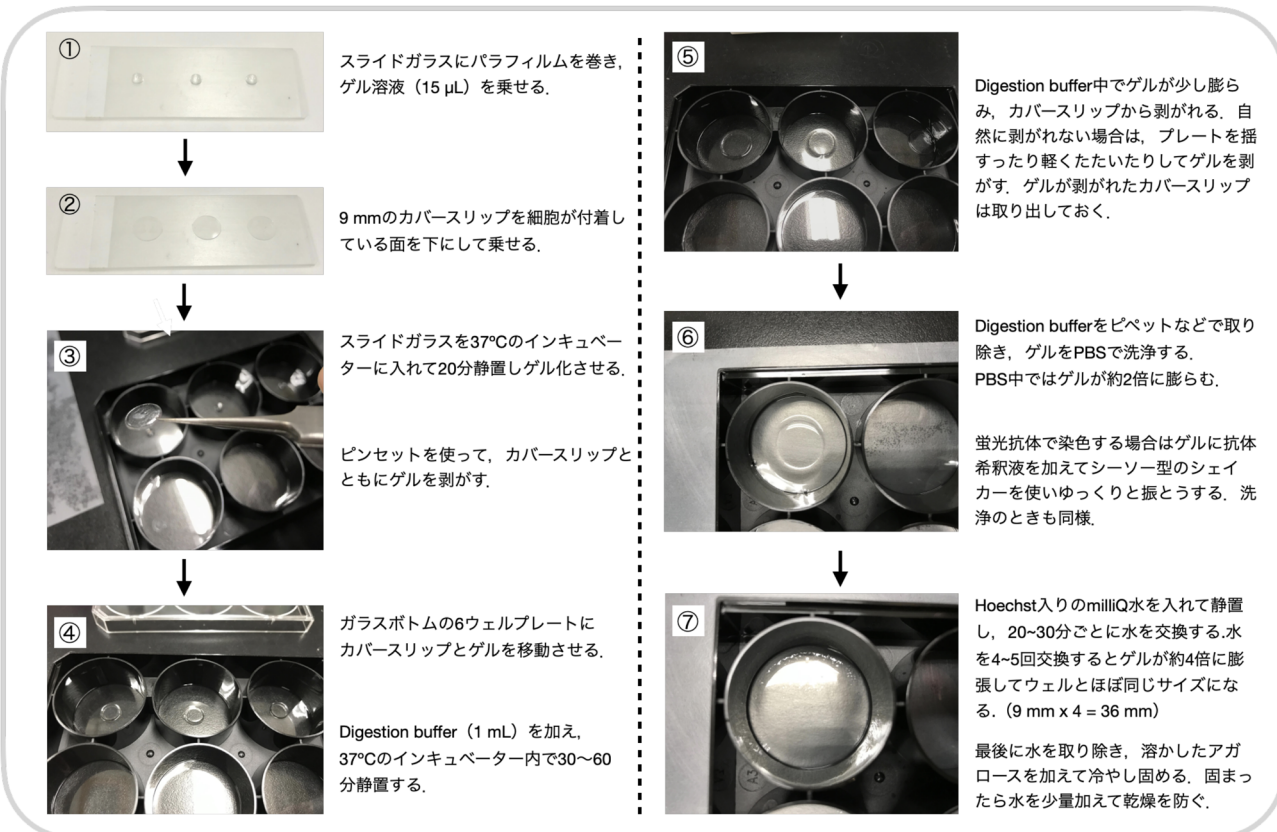 ①
スライドガラスにパラフィルムを巻き,
ゲル溶液（15 µL）を乗せる.
②
9 mmのカバースリップを細胞が付着し
ている面を下にして乗せる.
③
スライドガラスを37ºCのインキュベー
ターに入れて20分静置しゲル化させる.
ピンセットを使って，カバースリップと
ともにゲルを剥がす.
④
ガラスボトムの6ウェルプレートに
カバースリップとゲルを移動させる.
Digestion buffer（1 mL）を加え,
37ºCのインキュベーター内で30〜60
分静置する.
⑤
Digestion buffer中でゲルが少し膨ら
み，カバースリップから剥がれる．自
然に剥がれない場合は，プレートを揺
すったり軽くたたいたりしてゲルを剥
がす．ゲルが剥がれたカバースリップ
は取り出しておく.
⑥
Digestion bufferをピペットなどで取り
除き，ゲルをPBSで洗浄する.
PBS中ではゲルが約2倍に膨らむ.
蛍光抗体で染色する場合はゲルに抗体
希釈液を加えてシーソー型のシェイ
カーを使いゆっくりと振とうする．洗
浄のときも同様.
⑦
Hoechst入りのmilliQ水を入れて静置
し，20~30分ごとに水を交換する.水
を4~5回交換するとゲルが約4倍に膨
張してウェルとほぼ同じサイズにな
る.（9 mm x 4 = 36 mm）
最後に水を取り除き，溶かしたアガ
ロースを加えて冷やし固める．固まっ
たら水を少量加えて乾燥を防ぐ.
A3